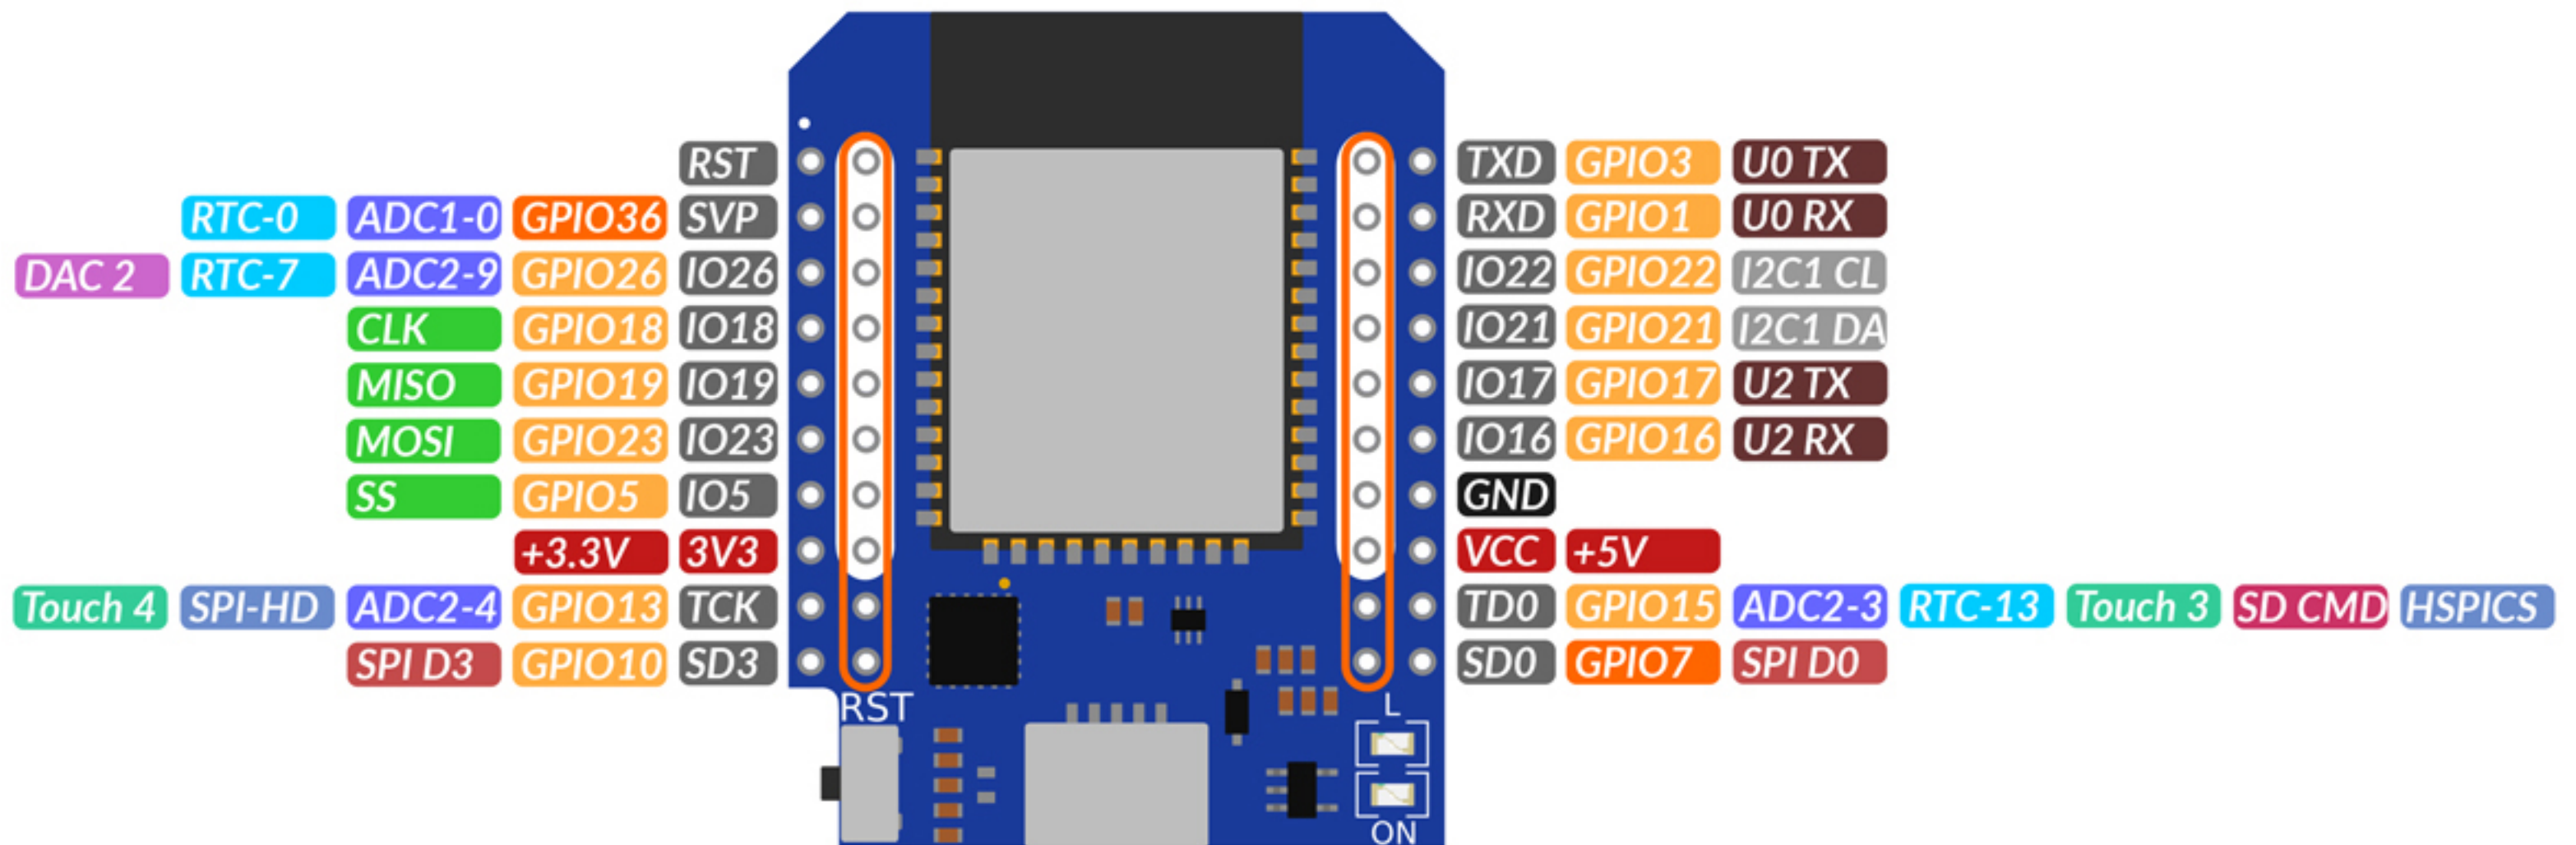 RST TXD GPIO3 U0 TX
RTC-0 ADC1-0 GPIO36 SVP RXD GPIO1 U0 RX
DAC 2 RTC-7 ADC2-9 GPIO26 IO26 IO22 GPIO22 I2C1 CL
CLK GPIO18 IO18 IO21 GPIO21 I2C1 DA
MISO GPIO19 IO19 IO17 GPIO17 U2 TX
MOSI GPIO23 IO23 IO16 GPIO16 U2 RX
SS GPIO5 IO5 GND
+3.3V 3V3 VCC +5V
Touch 4 SPI-HD ADC2-4 GPIO13 TCK TD0 GPIO15 ADC2-3 RTC-13 Touch 3 SD CMD HSPICS
SPI D3 GPIO10 SD3 SD0 GPIO7 SPI D0
RST L
ON